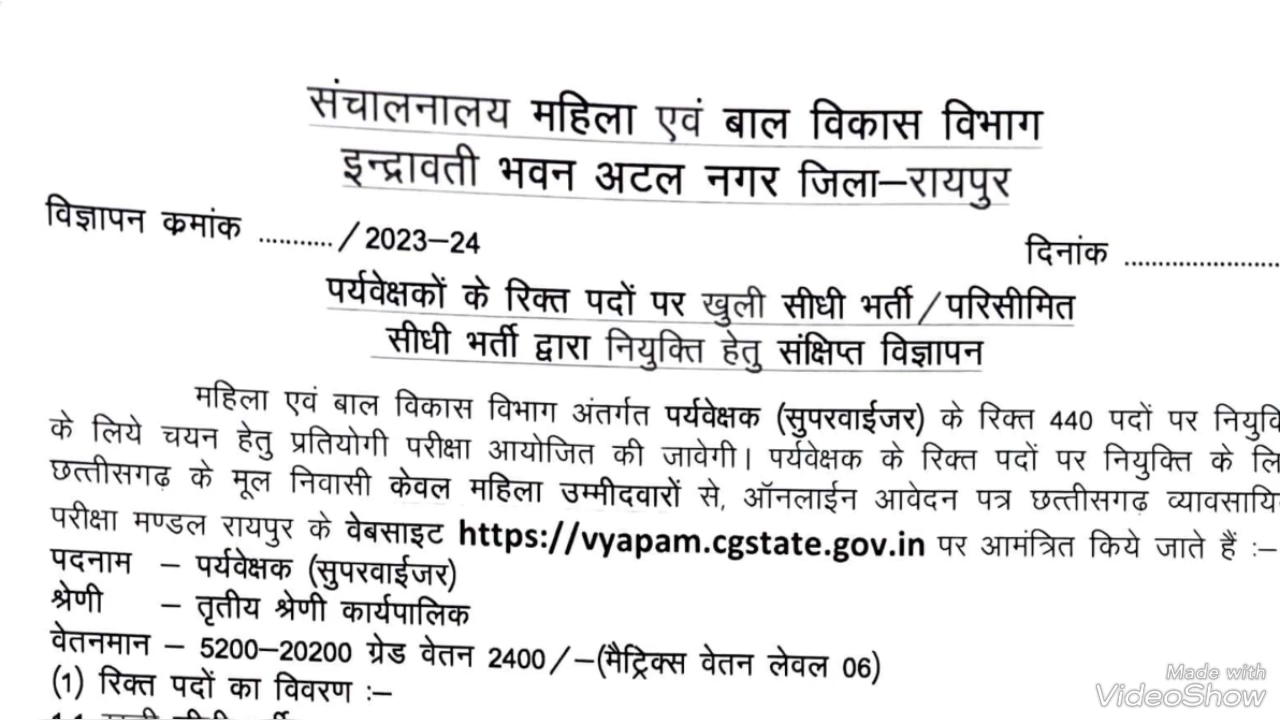 संचालनालय महिला एवं बाल विकास विभाग
इन्द्रावती भवन अटल नगर जिला–रायपुर
विज्ञापन क्रमांक ........... / 2023–24 दिनांक .......................
पर्यवेक्षकों के रिक्त पदों पर खुली सीधी भर्ती / परिसीमित
सीधी भर्ती द्वारा नियुक्ति हेतु संक्षिप्त विज्ञापन
महिला एवं बाल विकास विभाग अंतर्गत पर्यवेक्षक (सुपरवाईजर) के रिक्त 440 पदों पर
के लिये चयन हेतु प्रतियोगी परीक्षा आयोजित की जावेगी। पर्यवेक्षक के रिक्त पदों पर नियुक्ति के
छत्तीसगढ़ के मूल निवासी केवल महिला उम्मीदवारों से, ऑनलाईन आवेदन पत्र छत्तीसगढ़
परीक्षा मण्डल रायपुर के वेबसाइट https://vyapam.cgstate.gov.in पर आमंत्रित किये जाते हैं :–
पदनाम – पर्यवेक्षक (सुपरवाईजर)
श्रेणी – तृतीय श्रेणी कार्यपालिक
वेतनमान – 5200–20200 ग्रेड वेतन 2400/–(मैट्रिक्स वेतन लेवल 06)
(1) रिक्त पदों का विवरण :–
Made with
VideoShow